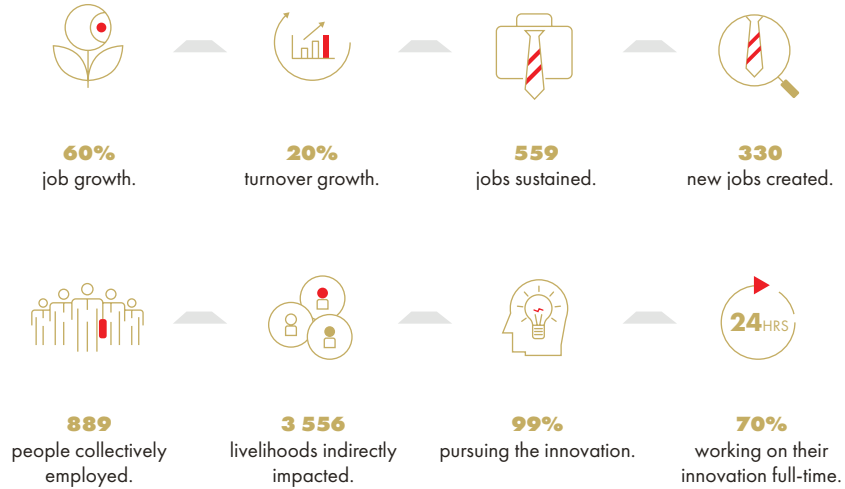 60%
job growth.
20%
turnover growth.
559
jobs sustained.
330
new jobs created.
24HRS
889
people collectively
employed.
3 556
livelihoods indirectly
impacted.
99%
pursuing the innovation.
70%
working on their
innovation full-time.